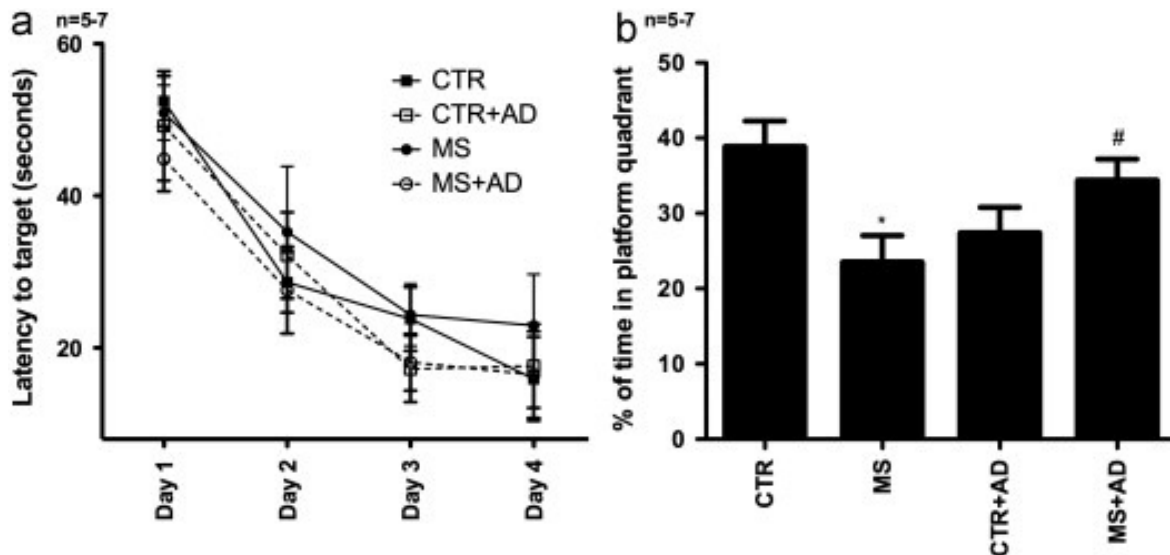 a n=5-7
Latency to target (seconds)
60
40
20
CTR
CTR+AD
MS
MS+AD
Day 1
Day 2
Day 3
Day 4
b n=5-7
% of time in platform quadrant
50
40
30
20
10
0
*
#
CTR
MS
CTR+AD
MS+AD